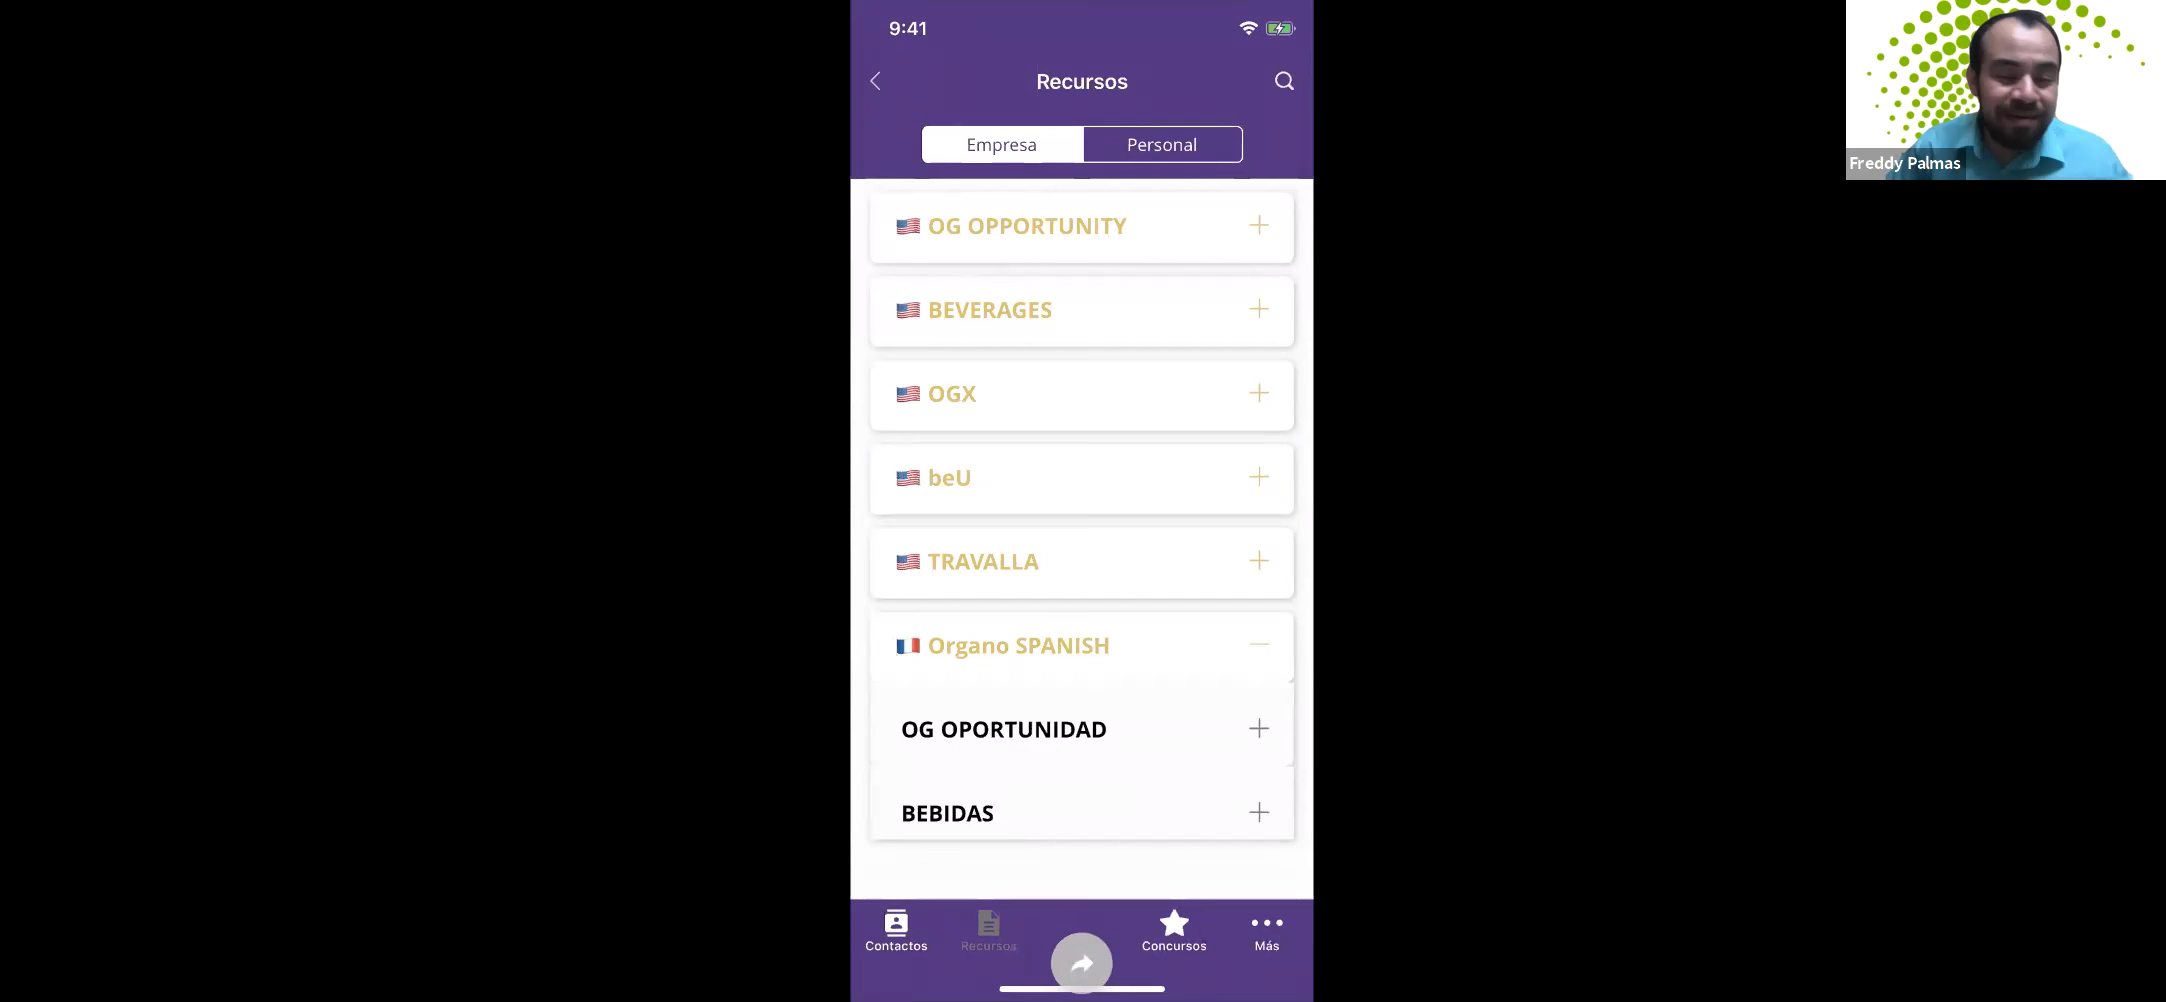 9:41
Recursos
Empresa
Personal
OG OPPORTUNITY
BEVERAGES
OGX
beU
TRAVALLA
Organo SPANISH
OG OPORTUNIDAD
BEBIDAS
Contactos
Recursos
Concursos
Más
Freddy Palmas